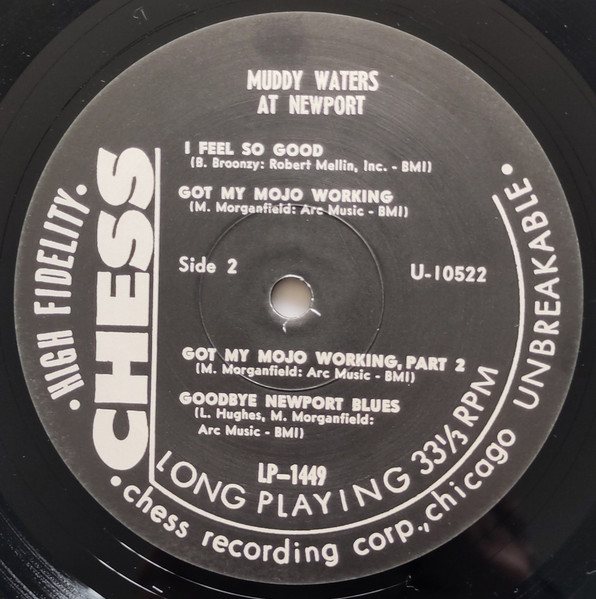 MUDDY WATERS
AT NEWPORT
I FEEL SO GOOD
(B. Broonzy: Robert Mellin, Inc. - BMI)
GOT MY MOJO WORKING
(M. Morganfield: Arc Music - BMI)
Side 2
U-10522
GOT MY MOJO WORKING, PART 2
(M. Morganfield: Arc Music - BMI)
GOODBYE NEWPORT BLUES
(L. Hughes, M. Morganfield:
Arc Music - BMI)
LP-1449
LONG PLAYING 33⅓ RPM
• HIGH FIDELITY •
CHESS
• chess recording corp., chicago UNBREAKABLE •